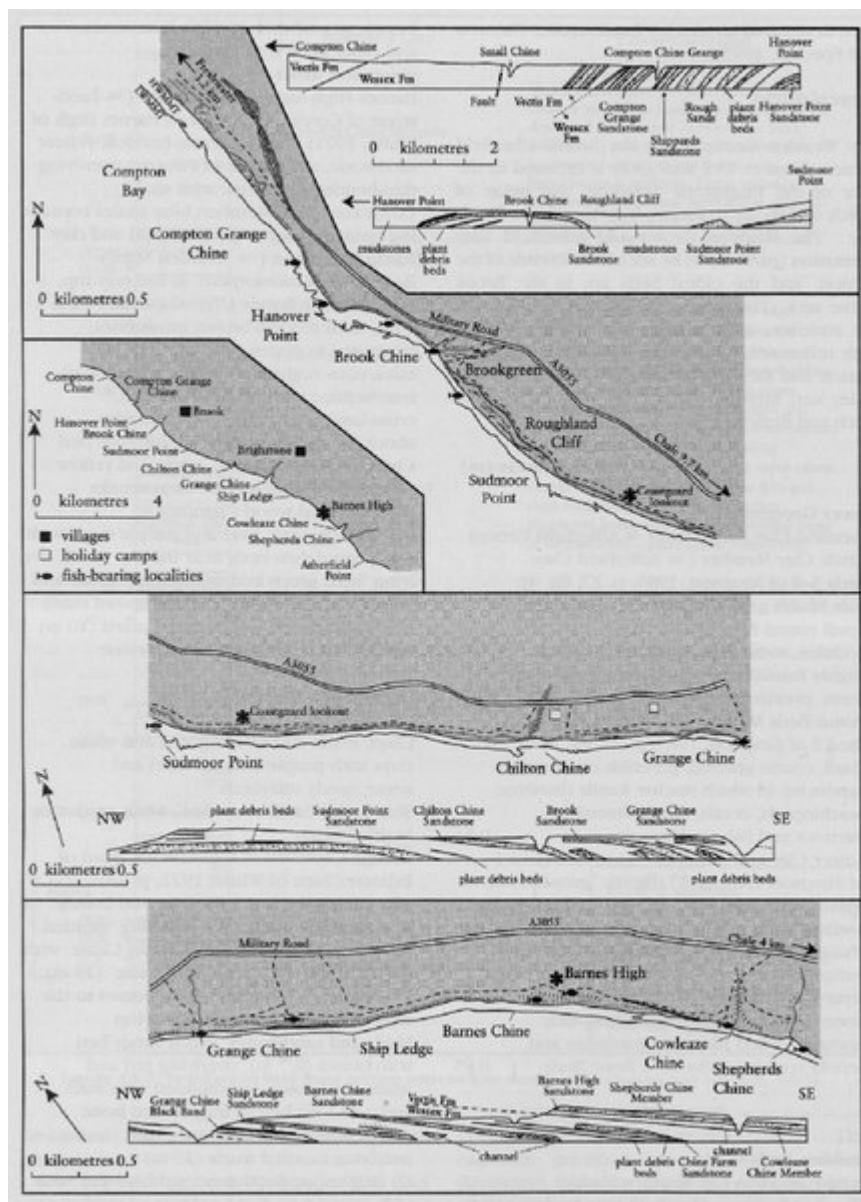 Compton Chine
Small Chine
Compton Chine Grange
Hanover
Point
Vectis Fm
Wessex Fm
Fault
Vectis Fm
Wessex
Fm
Compton
Grange
Sandstone
Shippards
Sandstone
Rough
Sands
plant
debris
beds
Hanover Point
Sandstone
0 kilometres 2
Freshwater
Compton
Bay
Compton Grange
Chine
N
0 kilometres 0.5
Hanover Point
Brook Chine
Roughland Cliff
Sudmoor
Point
mudstones
plant
debris
beds
Brook
Sandstone
mudstones
Sudmoor Point
Sandstone
Hanover
Point
Military Road
A3055
Brook Chine
Brookgreen
Roughland
Cliff
Chale
Sudmoor
Point
Coastguard
lookout
Compton
Chine
Compton Grange
Chine
Brook
Hanover Point
Brook Chine
Sudmoor Point
Brighstone
Chilton Chine
Grange Chine
Ship Ledge
Barnes High
Cowleaze Chine
Shepherds Chine
Atherfield
Point
N
0 kilometres 4
villages
holiday camps
fish-bearing localities
A3055
Coastguard lookout
Sudmoor Point
Chilton Chine
Grange Chine
N
NW
SE
plant debris beds
Sudmoor Point
Sandstone
Chilton Chine
Sandstone
Brook
Sandstone
Grange Chine
Sandstone
plant debris beds
plant debris beds
0 kilometres 0.5
Military Road
A3055
Chale 4 km
Barnes High
Grange Chine
Ship Ledge
Barnes Chine
Cowleaze
Chine
Shepherds
Chine
N
NW
SE
Grange Chine
Black Band
Ship Ledge
Sandstone
Barnes Chine
Sandstone
Vectis Fm
Wessex Fm
Barnes High
Sandstone
Shepherds Chine
Member
channel
plant debris
beds
Chine Farm
Sandstone
channel
Cowleaze
Chine Member
0 kilometres 0.5